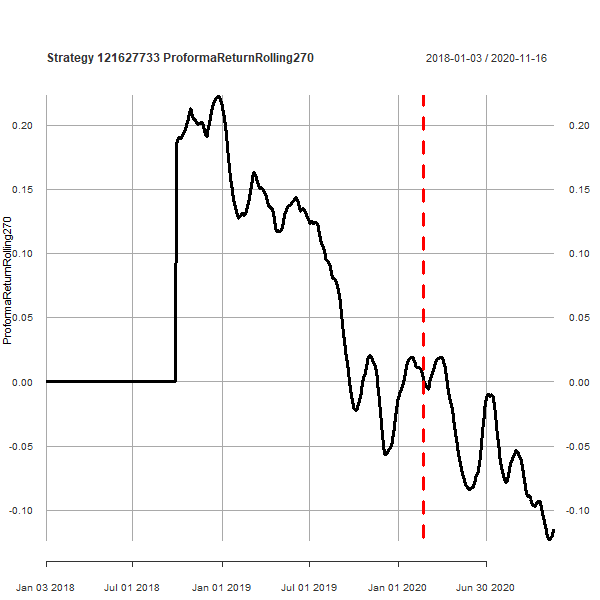 Strategy 121627733 ProformaReturnRolling270
2018-01-03 / 2020-11-16
ProformaReturnRolling270
0.20 0.20
0.15 0.15
0.10 0.10
0.05 0.05
0.00 0.00
-0.05 -0.05
-0.10 -0.10
Jan 03 2018 Jul 01 2018 Jan 01 2019 Jul 01 2019 Jan 01 2020 Jun 30 2020